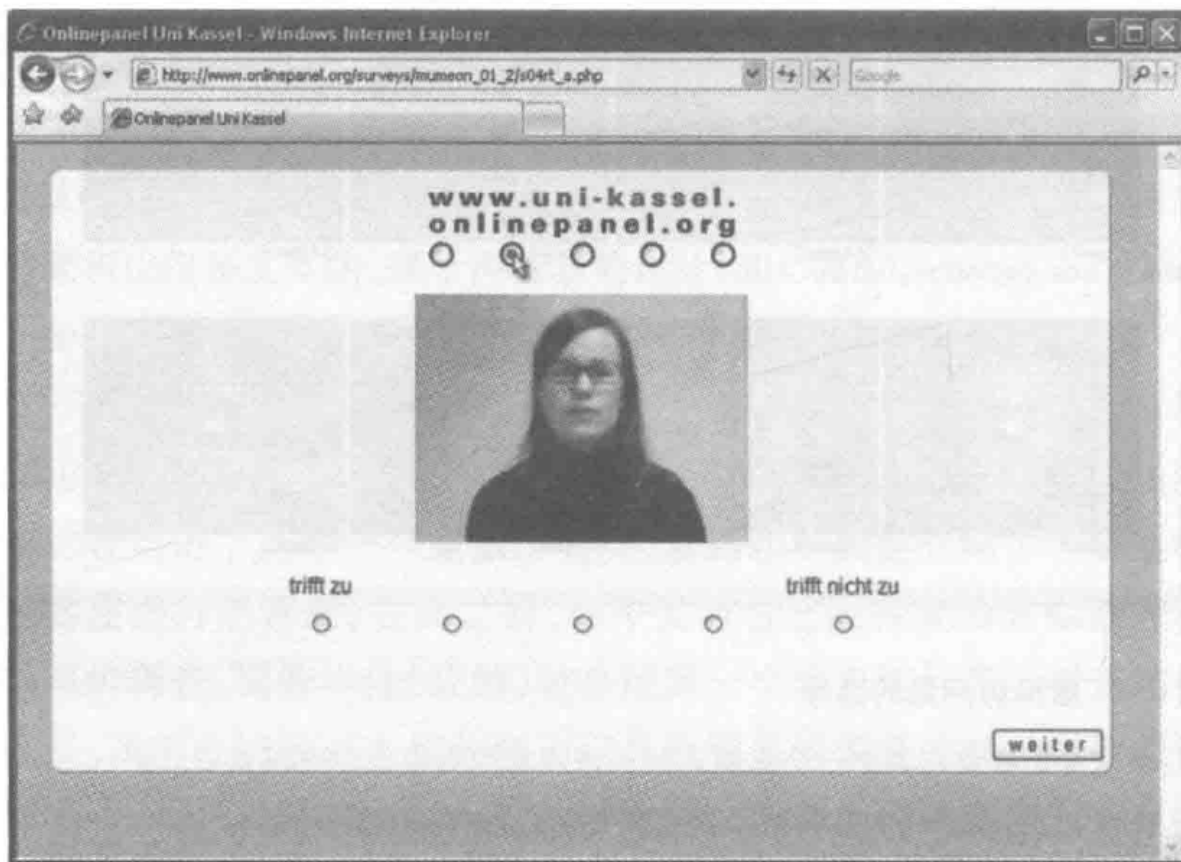 Onlinepanel Uni Kassel - Windows Internet Explorer
http://www.onlinepanel.org/surveys/mumeon_01_2/s04rt_a.php
Google
Onlinepanel Uni Kassel
www.uni-kassel.
onlinepanel.org
trifft zu
trifft nicht zu
weiter